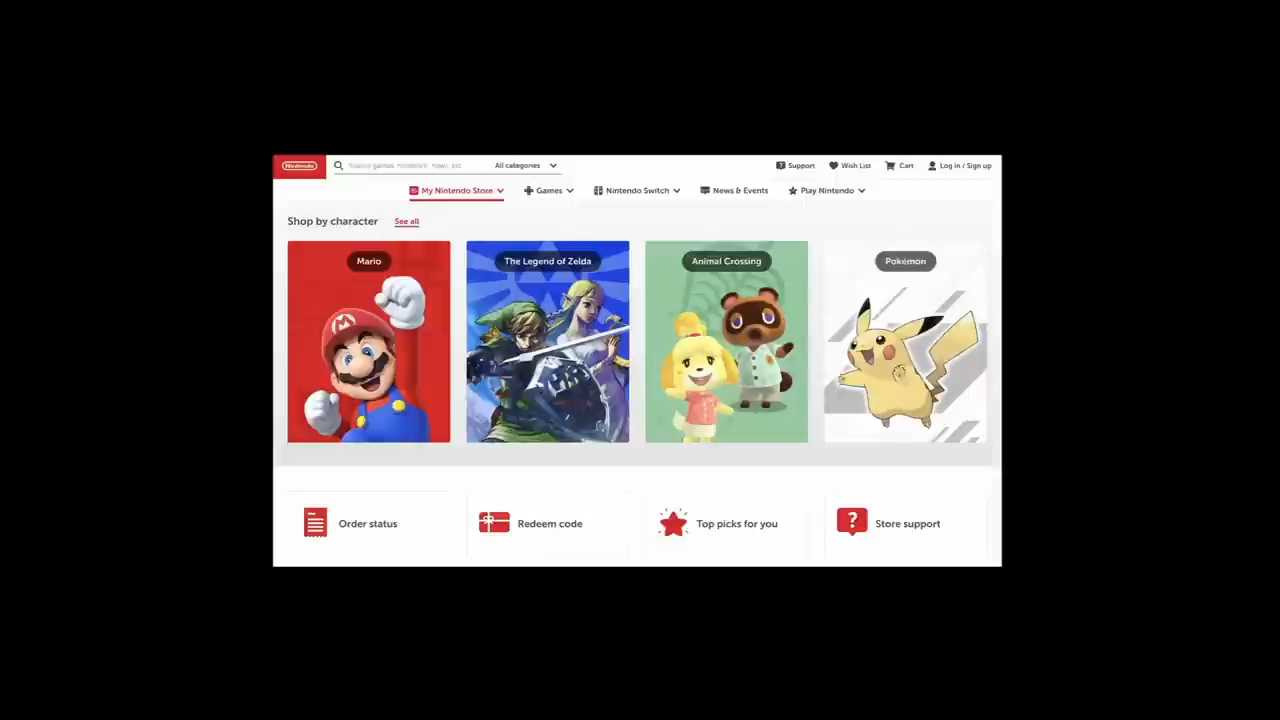 Nintendo
All categories
Support
Wish List
Cart
Log in / Sign up
My Nintendo Store
Games
Nintendo Switch
News & Events
Play Nintendo
Shop by character
See all
Mario
The Legend of Zelda
Animal Crossing
Pokémon
M
Order status
Redeem code
Top picks for you
?
Store support